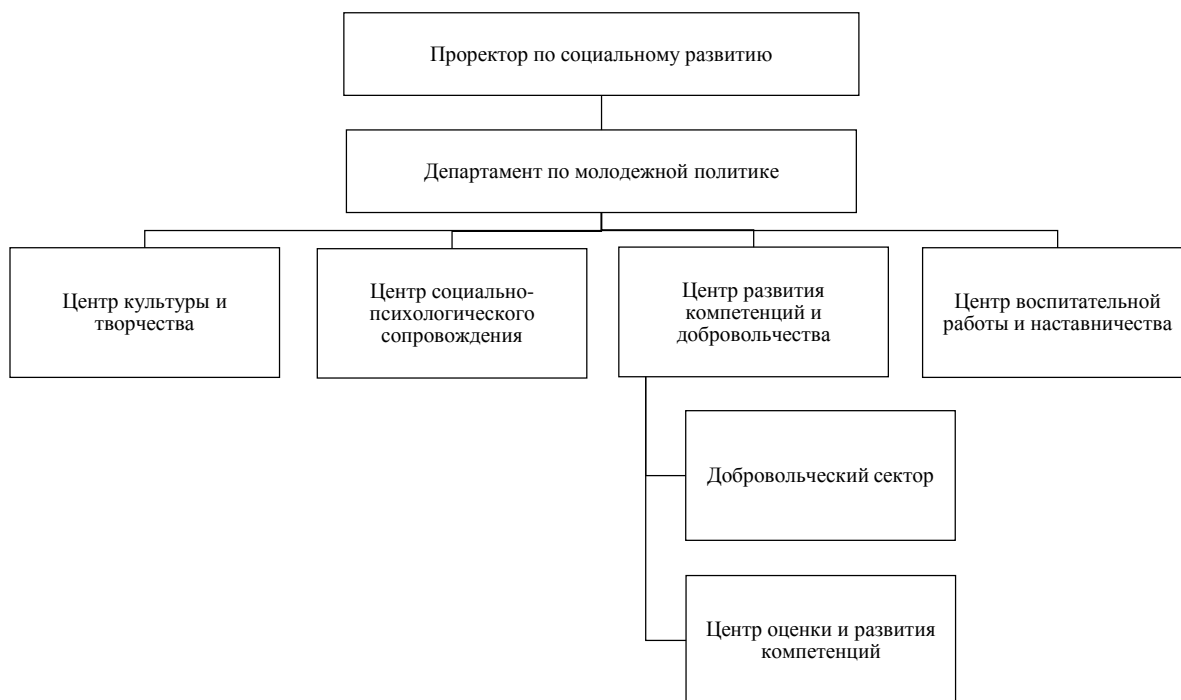 Проректор по социальному развитию
Департамент по молодежной политике
Центр культуры и
творчества
Центр социально-
психологического
сопровождения
Центр развития
компетенций и
добровольчества
Центр воспитательной
работы и наставничества
Добровольческий сектор
Центр оценки и развития
компетенций